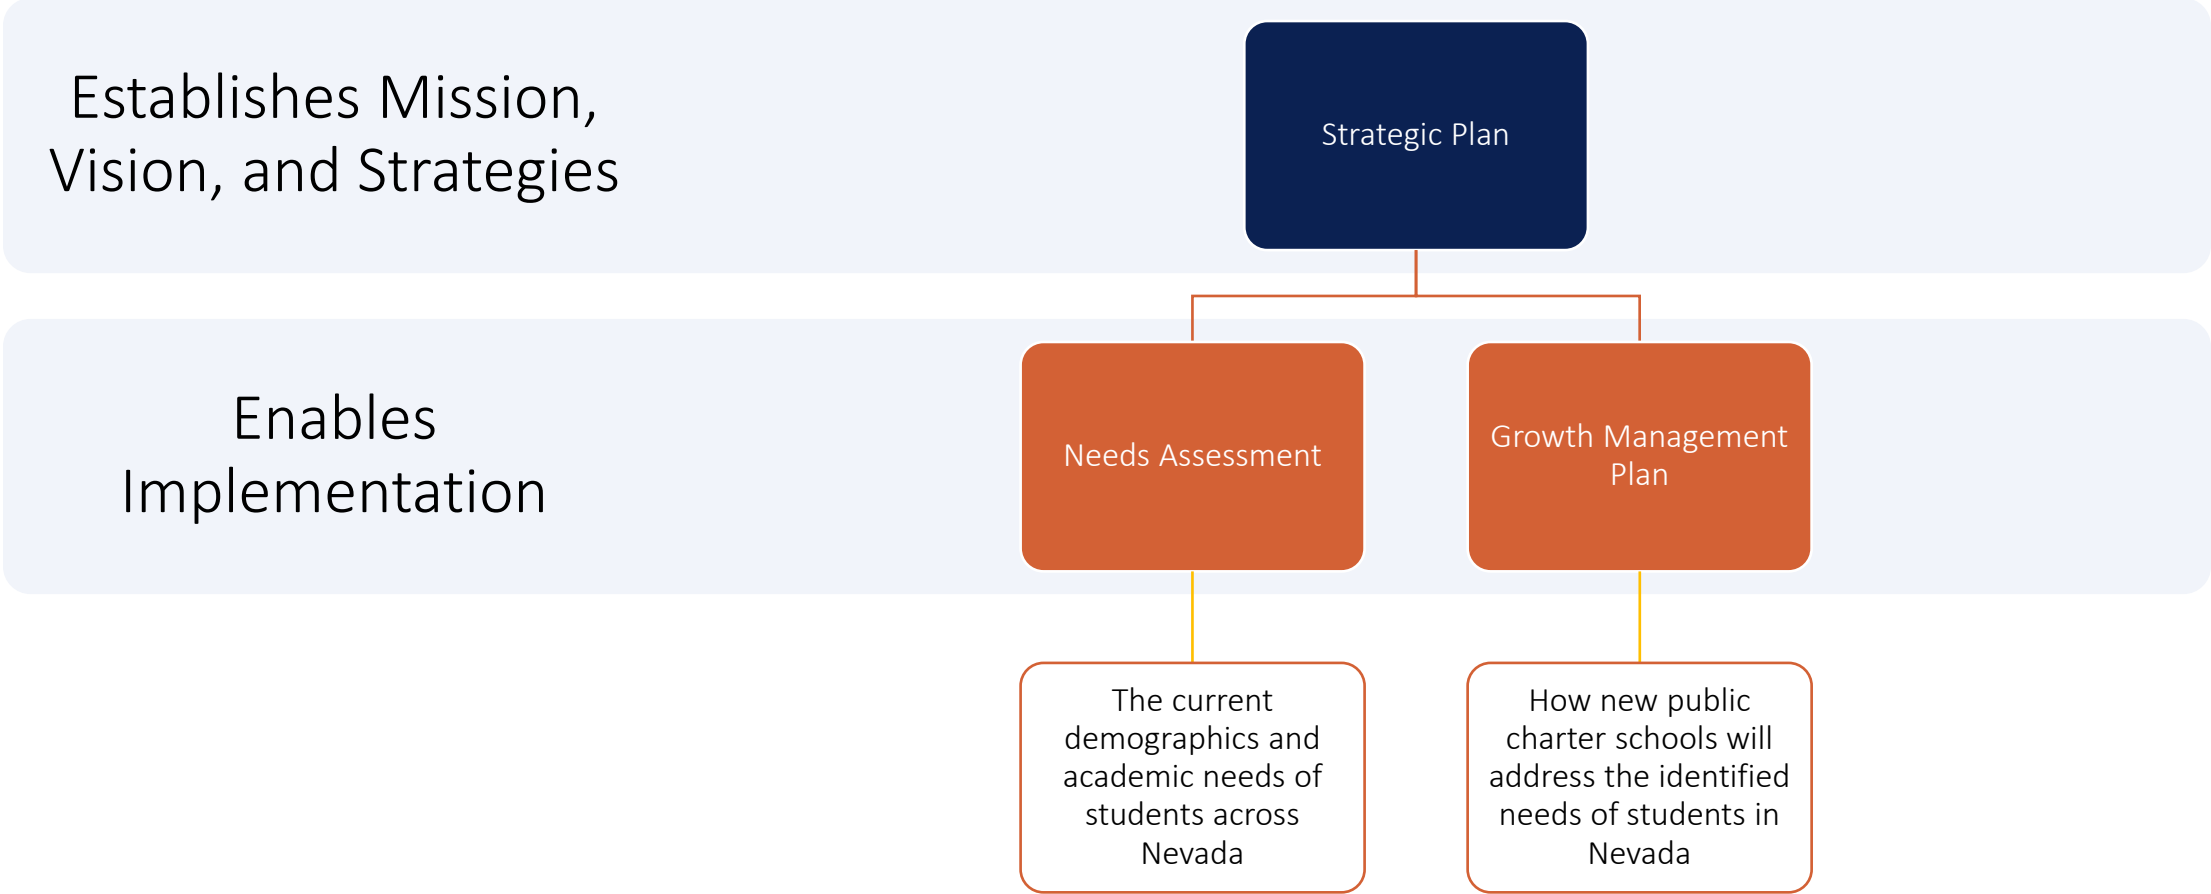 Establishes Mission,
Vision, and Strategies
Strategic Plan
Enables
Implementation
Needs Assessment
Growth Management
Plan
The current
demographics and
academic needs of
students across
Nevada
How new public
charter schools will
address the identified
needs of students in
Nevada